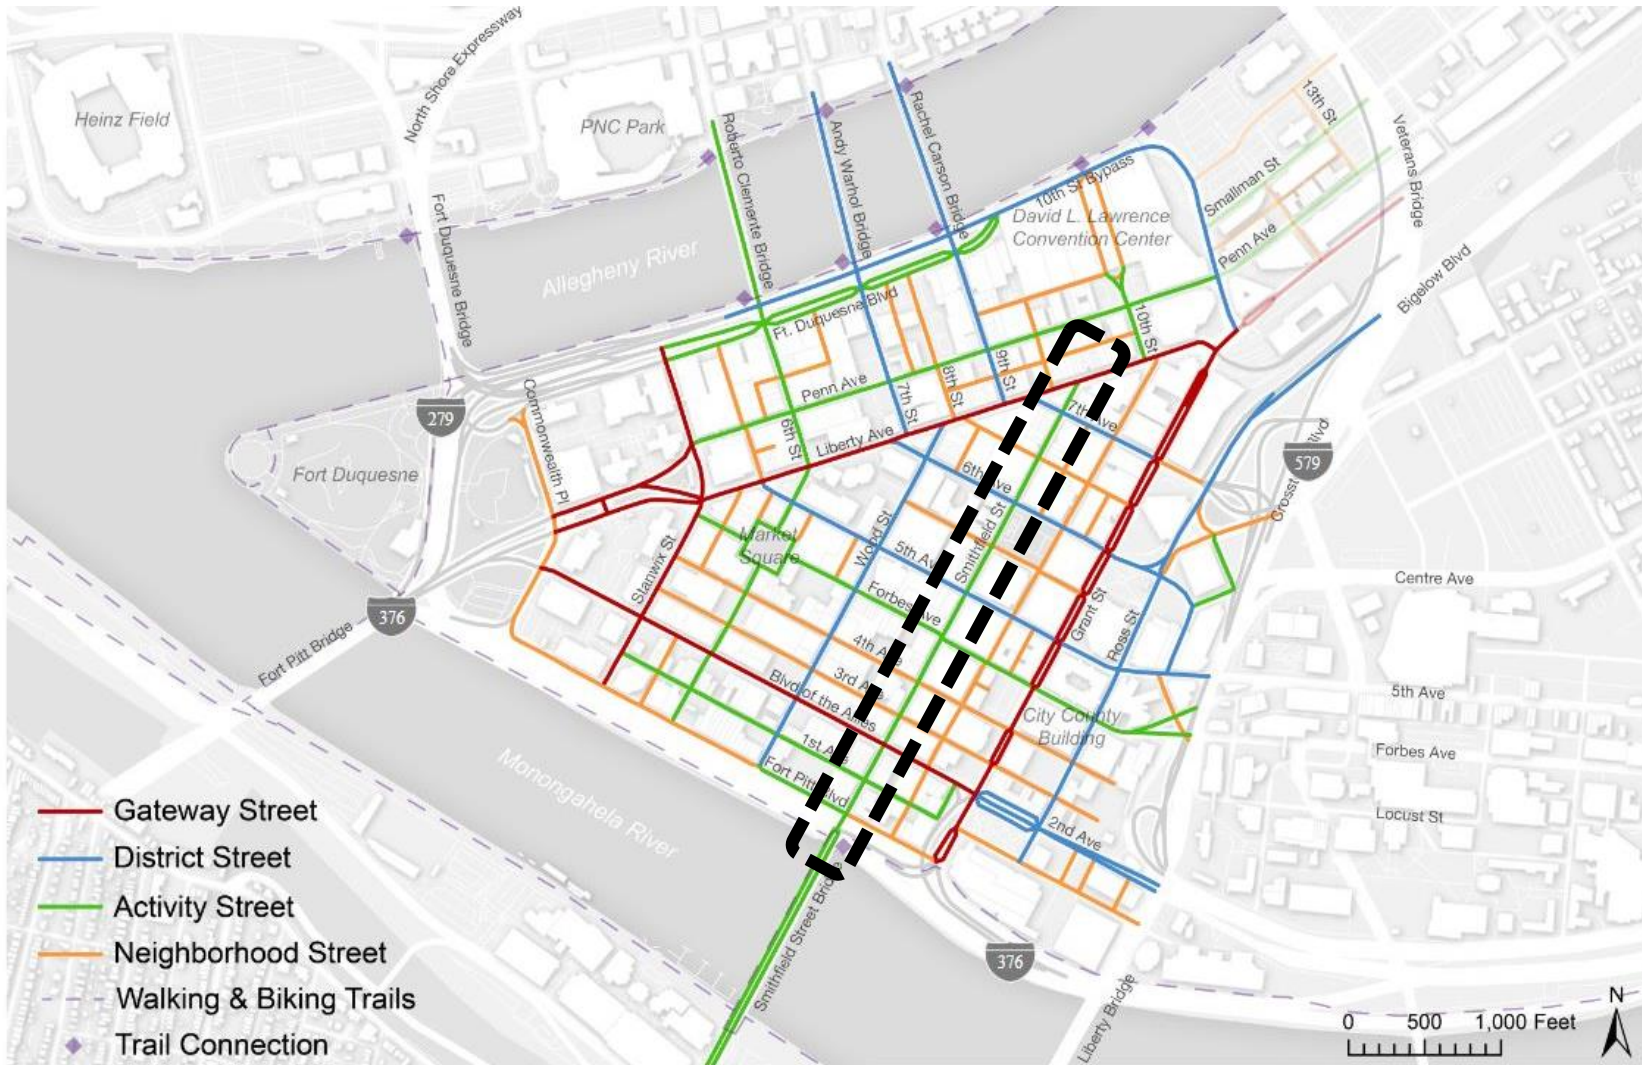 Heinz Field
North Shore Expressway
PNC Park
Roberto Clemente Bridge
Andy Warhol Bridge
Rachel Carson Bridge
13th St
Veterans Bridge
Smallman St
10th St Bypass
David L. Lawrence
Convention Center
Penn Ave
Bigelow Blvd
Fort Duquesne Bridge
Allegheny River
Ft. Duquesne Blvd
10th St
9th St
8th St
7th St
6th St
Penn Ave
Liberty Ave
7th Ave
279
Commonwealth Pl
Fort Duquesne
579
Crosst
lvd
6th Ave
Market
Square
Wood St
Smithfield St
5th Av
Stanwix St
Forbes Ave
Grant St
Ross St
Centre Ave
376
Fort Pitt Bridge
4th Ave
3rd A
Blvd of the Allies
5th Ave
City County
Building
1st A
Fort Pitt Blvd
Forbes Ave
Monongahela River
2nd Ave
Locust St
Gateway Street
District Street
Activity Street
Neighborhood Street
Walking & Biking Trails
Trail Connection
Smithfield Street Bridge
376
Liberty Bridge
N
0 500 1,000 Feet